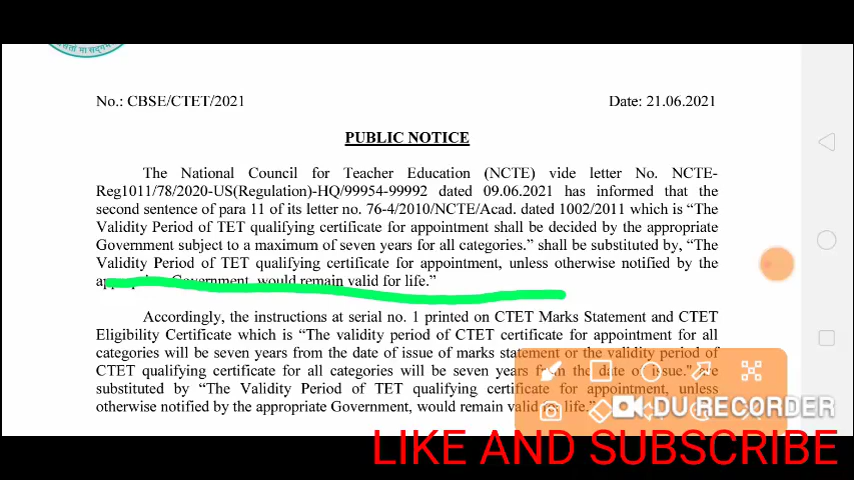 No.: CBSE/CTET/2021 Date: 21.06.2021
PUBLIC NOTICE
The National Council for Teacher Education (NCTE) vide letter No. NCTE-
Reg1011/78/2020-US(Regulation)-HQ/99954-99992 dated 09.06.2021 has informed that the
second sentence of para 11 of its letter no. 76-4/2010/NCTE/Acad. dated 1002/2011 which is “The
Validity Period of TET qualifying certificate for appointment shall be decided by the appropriate
Government subject to a maximum of seven years for all categories.” shall be substituted by, “The
Validity Period of TET qualifying certificate for appointment, unless otherwise notified by the
appropriate Government, would remain valid for life.”
Accordingly, the instructions at serial no. 1 printed on CTET Marks Statement and CTET
Eligibility Certificate which is “The validity period of CTET certificate for appointment for all
categories will be seven years from the date of issue of marks statement or the validity period of
CTET qualifying certificate for all categories will be seven years from the date of issue.” are
substituted by “The Validity Period of TET qualifying certificate for appointment, unless
otherwise notified by the appropriate Government, would remain valid for life.”
DU RECORDER
LIKE AND SUBSCRIBE